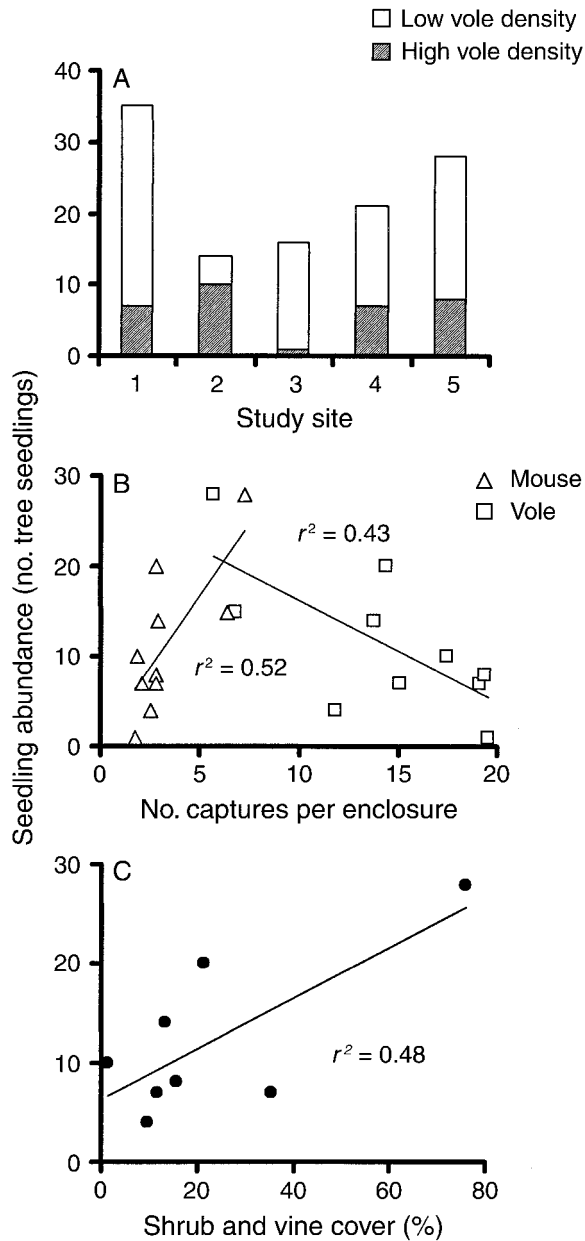 Low vole density
High vole density
A
40
30
20
10
0
1 2 3 4 5
Study site
Seedling abundance (no. tree seedlings)
B
Mouse
Vole
30
20
10
0
r² = 0.43
r² = 0.52
0 5 10 15 20
No. captures per enclosure
C
30
20
10
0
r² = 0.48
0 20 40 60 80
Shrub and vine cover (%)